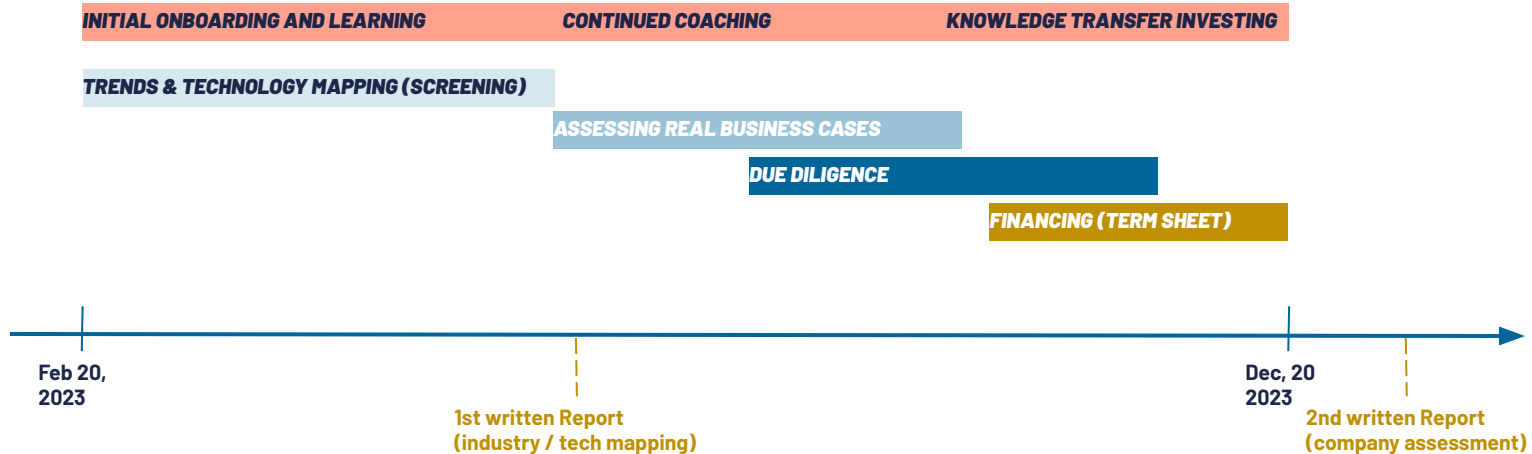 INITIAL ONBOARDING AND LEARNING
CONTINUED COACHING
KNOWLEDGE TRANSFER INVESTING
TRENDS & TECHNOLOGY MAPPING (SCREENING)
ASSESSING REAL BUSINESS CASES
DUE DILIGENCE
FINANCING (TERM SHEET)
Feb 20,
2023
Dec, 20
2023
1st written Report
(industry / tech mapping)
2nd written Report
(company assessment)